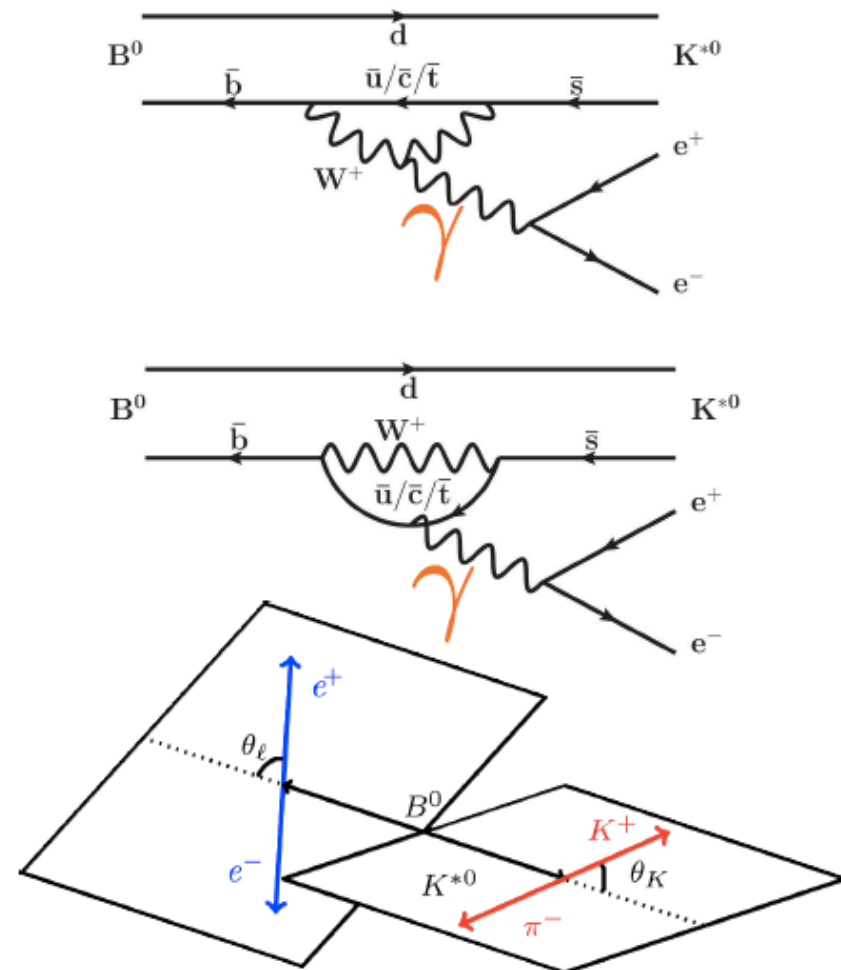 d
B⁰ K*⁰
b̄ ū/c̄/t̄ s̄
e⁺
W⁺
γ
e⁻
d
B⁰ K*⁰
b̄ W⁺ s̄
ū/c̄/t̄
e⁺
γ
e⁻
e⁺
θℓ
B⁰
K⁺
e⁻ K*⁰ θK
π⁻